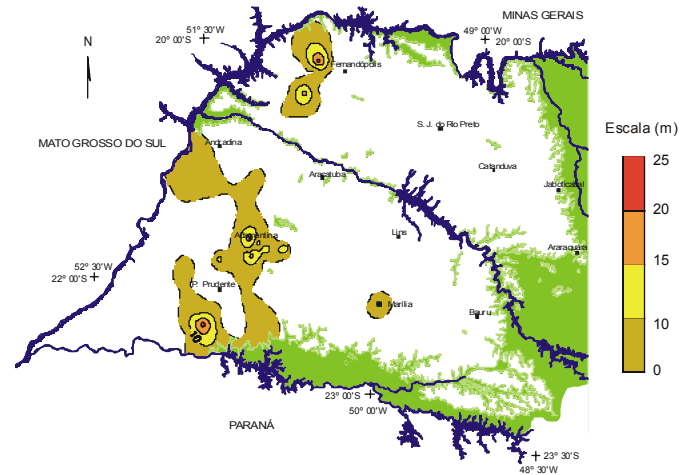 MINAS GERAIS
51° 30'W
20° 00'S
49° 00'W
20° 00'S
N
Fernandópolis
S. J. do Rio Preto
Escala (m)
MATO GROSSO DO SUL
Andradina
Catanduva
Araçatuba
Jaboticabal
25
20
15
10
0
Adamantina
Lins
Araraquara
52° 30'W
22° 00'S
P. Prudente
Marília
Bauru
23° 00'S
50° 00'W
PARANÁ
23° 30'S
48° 30'W